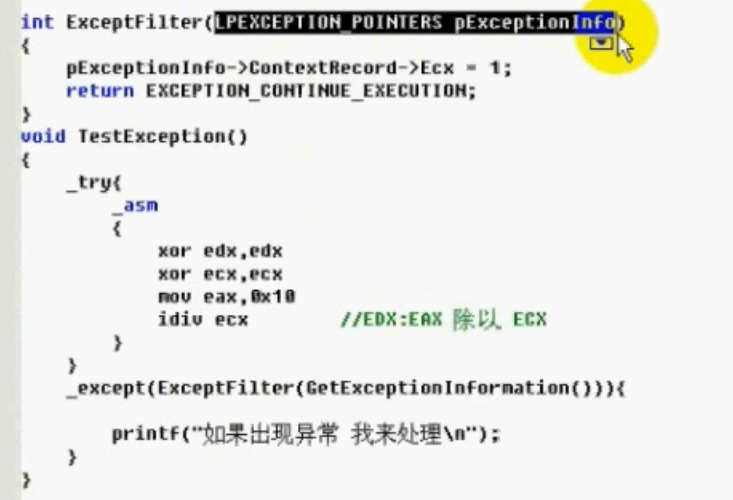 int ExceptFilter(LPEXCEPTION_POINTERS pExceptionInfo)
{
    pExceptionInfo->ContextRecord->Ecx = 1;
    return EXCEPTION_CONTINUE_EXECUTION;
}
void TestException()
{
    _try{
        _asm
        {
            xor edx,edx
            xor ecx,ecx
            mov eax,0x10
            idiv ecx        //EDX:EAX 除以 ECX
        }
    }
    _except(ExceptFilter(GetExceptionInformation())){
        printf("如果出现异常 我来处理\n");
    }
}